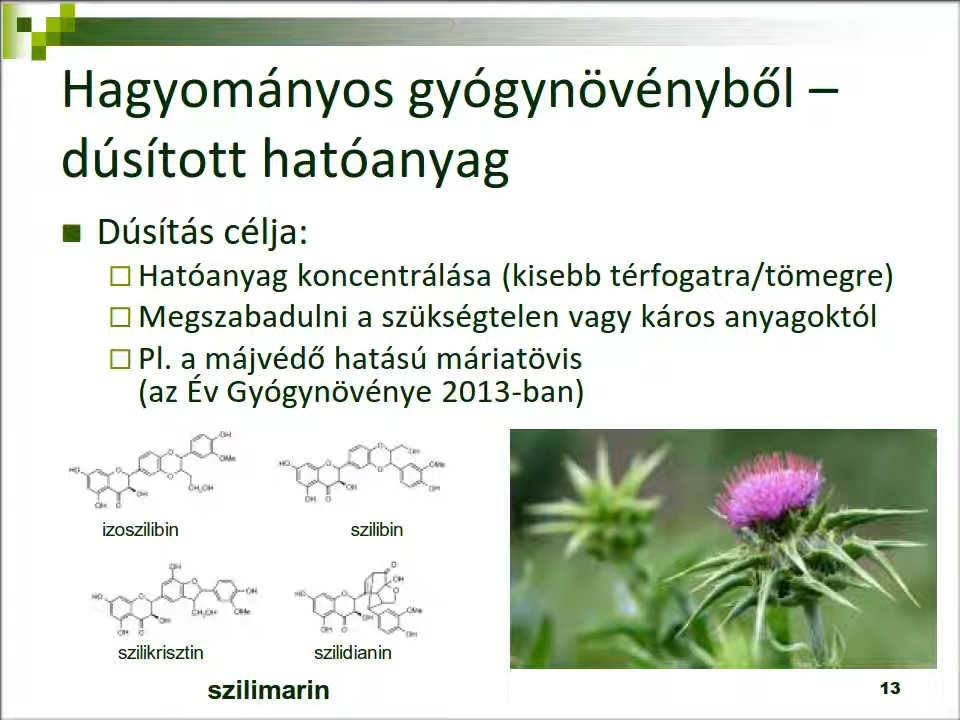 Hagyományos gyógynövényből –
dúsított hatóanyag
Dúsítás célja:
Hatóanyag koncentrálása (kisebb térfogatra/tömegre)
Megszabadulni a szükségtelen vagy káros anyagoktól
Pl. a májvédő hatású máriatövis
(az Év Gyógynövénye 2013-ban)
izoszilibin
szilibin
szilikrisztin
szilidianin
szilimarin
13